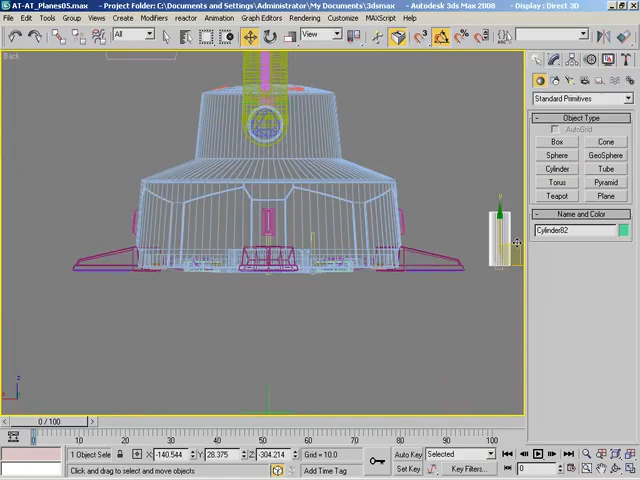 AT-AT_Planes05.max - Project Folder: C:\Documents and Settings\Administrator\My Documents\3dsmax - Autodesk 3ds Max 2008 - Display : Direct 3D
File Edit Tools Group Views Create Modifiers reactor Animation Graph Editors Rendering Customize MAXScript Help
All View
Back
Standard Primitives
- Object Type
AutoGrid
Box Cone
Sphere GeoSphere
Cylinder Tube
Torus Pyramid
Teapot Plane
- Name and Color
Cylinder82
y
z
x
0 / 100
0 10 20 30 40 50 60 70 80 90 100
1 Object Sele X: -140.544 Y: 28.375 Z: -304.214 Grid = 10.0 Auto Key Selected
Click and drag to select and move objects Add Time Tag Set Key Key Filters... 0